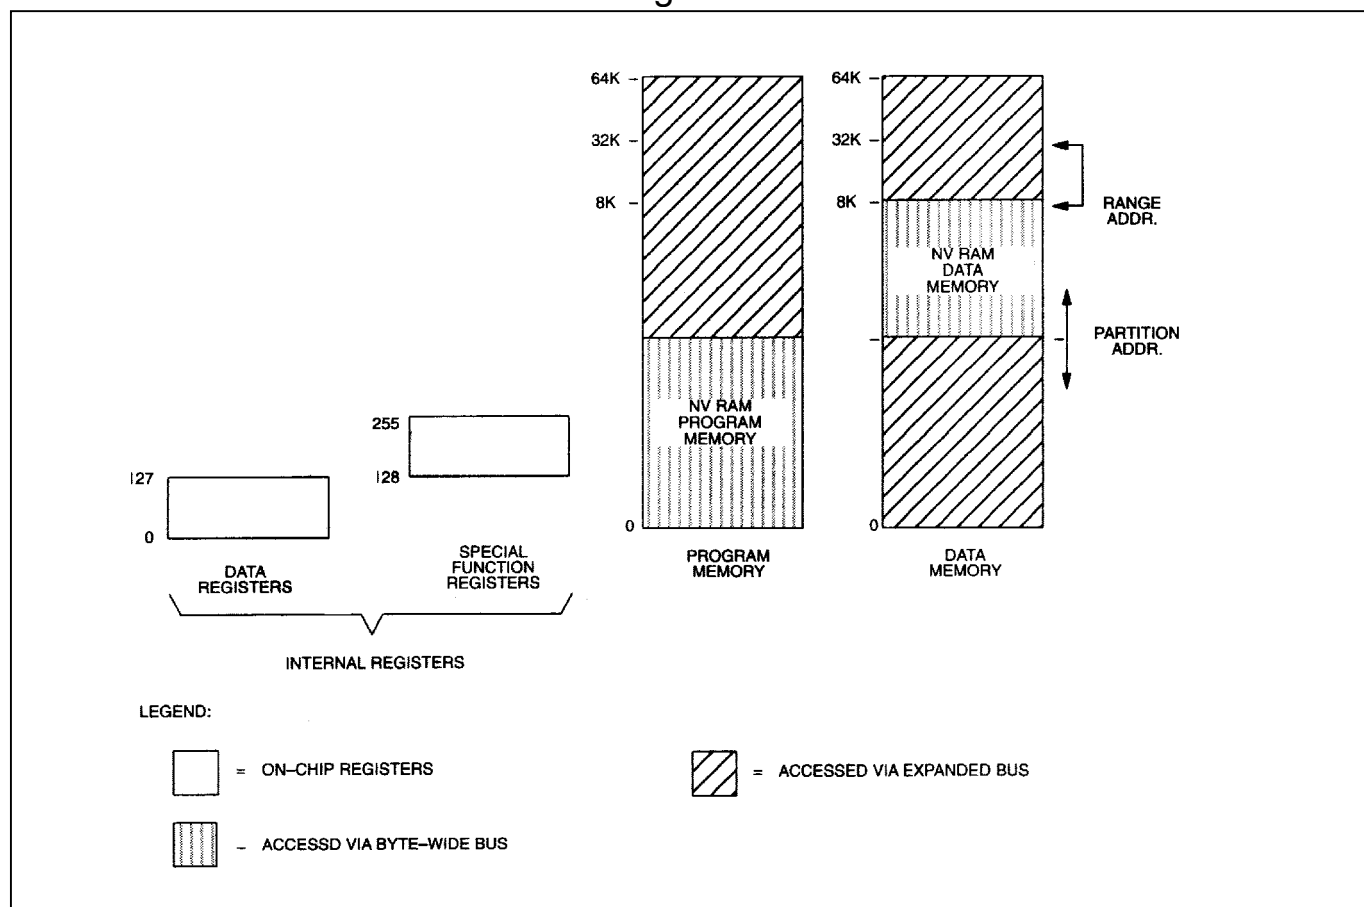 64K
32K
8K
0
NV RAM
PROGRAM
MEMORY
PROGRAM
MEMORY
64K
32K
8K
0
NV RAM
DATA
MEMORY
DATA
MEMORY
RANGE
ADDR.
PARTITION
ADDR.
127
0
DATA
REGISTERS
255
128
SPECIAL
FUNCTION
REGISTERS
INTERNAL REGISTERS
LEGEND:
= ON–CHIP REGISTERS
= ACCESSED VIA EXPANDED BUS
– ACCESSD VIA BYTE–WIDE BUS